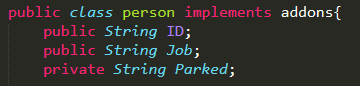 public class person implements addons{
    public String ID;
    public String Job;
    private String Parked;